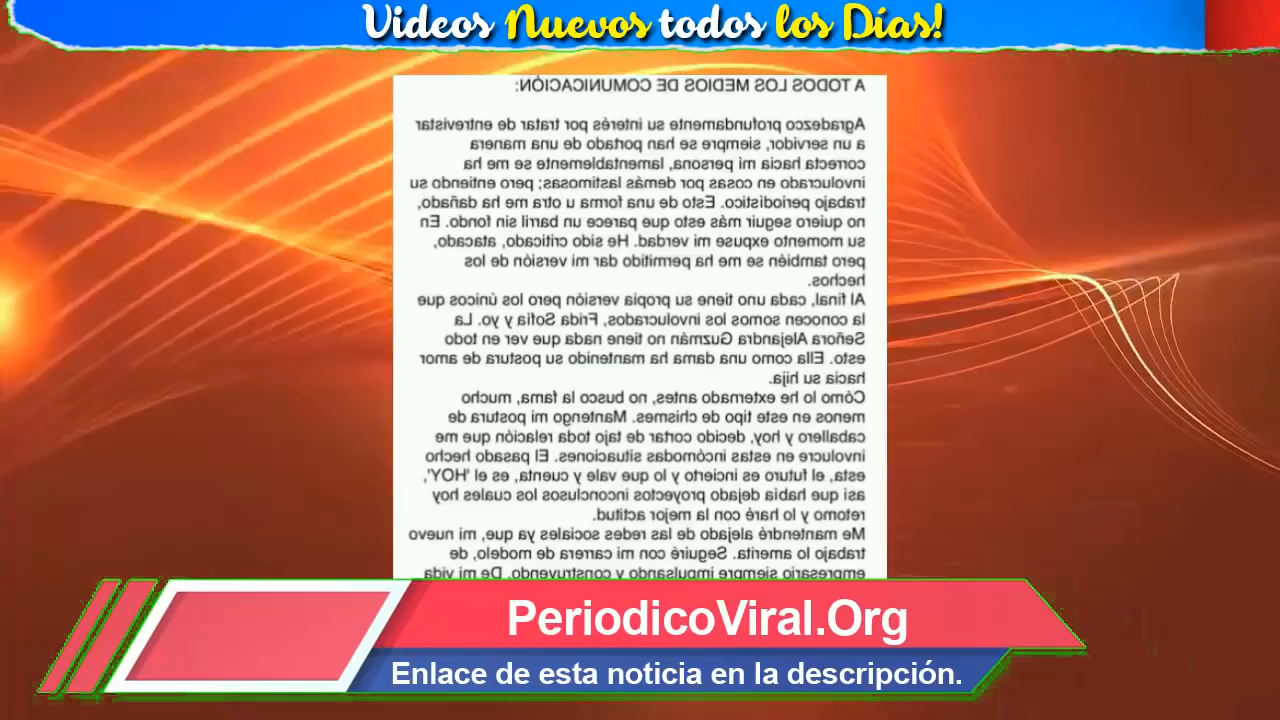 Videos Nuevos todos los Días!
A TODOS LOS MEDIOS DE COMUNICACIÓN:
Agradezco profundamente su interés por tratar de entrevistar
a un servidor, siempre se han portado de una manera
correcta hacia mi persona, lamentablemente se me ha
involucrado en cosas por demás lastimosas; pero entiendo su
trabajo periodístico. Esto de una forma u otra me ha dañado,
no quiero seguir más esto que parece un barril sin fondo. En
su momento expuse mi verdad. He sido criticado, atacado,
pero también se me ha permitido dar mi versión de los
hechos.
Al final, cada uno tiene su propia versión pero los únicos que
la conocen somos los involucrados, Frida Sofía y yo. La
Señora Alejandra Guzmán no tiene nada que ver en todo
esto. Ella como una dama ha mantenido su postura de amor
hacia su hija.
Cómo lo he externado antes, no busco la fama, mucho
menos en este tipo de chismes. Mantengo mi postura de
caballero y hoy, decido cortar de tajo toda relación que me
involucre en estas incómodas situaciones. El pasado hecho
esta, el futuro es incierto y lo que vale y cuenta, es el 'HOY',
así que había dejado proyectos inconclusos los cuales hoy
retomo y lo haré con la mejor actitud.
Me mantendré alejado de las redes sociales ya que, mi nuevo
trabajo lo amerita. Seguiré con mi carrera de modelo, de
empresario siempre impulsando y construyendo. De mi vida
PeriodicoViral.Org
Enlace de esta noticia en la descripción.